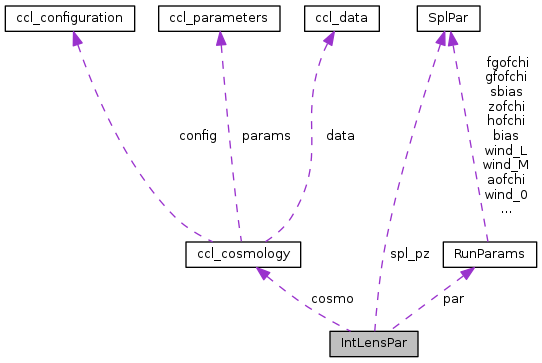 ccl_configuration
ccl_parameters
ccl_data
SplPar
fgofchi
gfofchi
sbias
zofchi
hofchi
bias
wind_L
wind_M
aofchi
wind_0
...
config
params
data
ccl_cosmology
spl_pz
RunParams
cosmo
par
IntLensPar